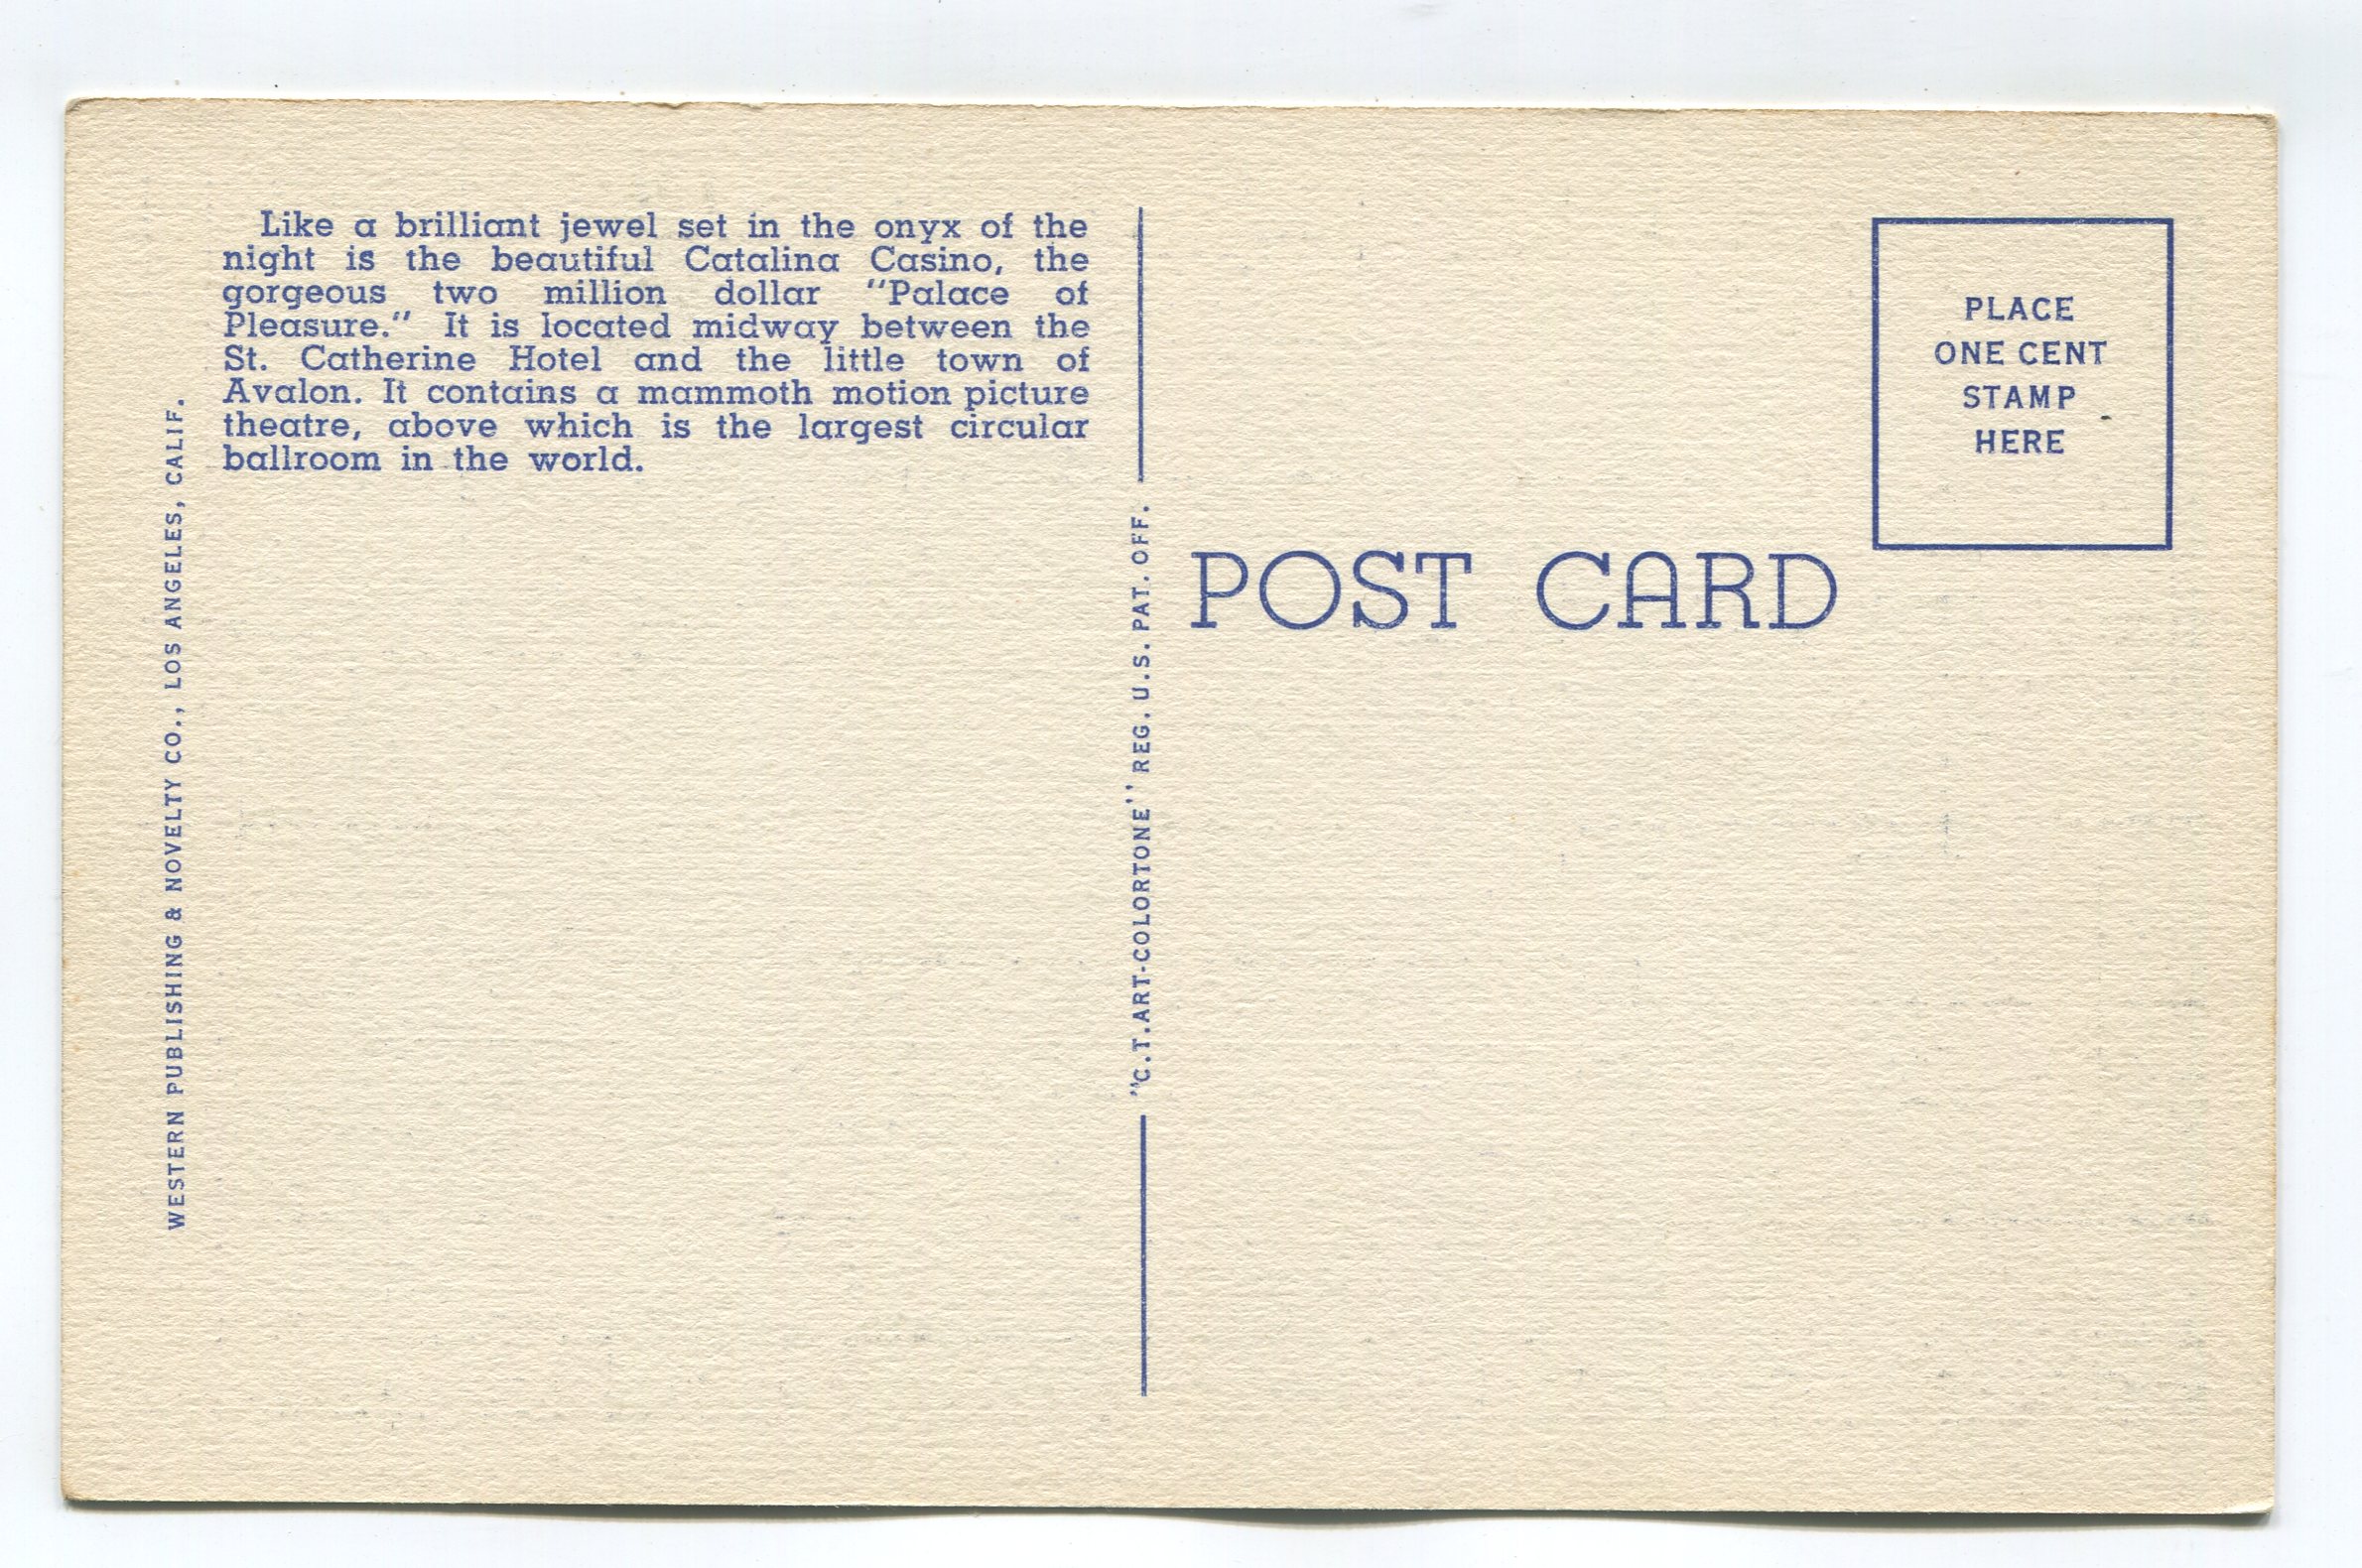 Like a brilliant jewel set in the onyx of the
night is the beautiful Catalina Casino, the
gorgeous two million dollar "Palace of
Pleasure." It is located midway between the
St. Catherine Hotel and the little town of
Avalon. It contains a mammoth motion picture
theatre, above which is the largest circular
ballroom in the world.
WESTERN PUBLISHING & NOVELTY CO., LOS ANGELES, CALIF.
"C.T. ART-COLORTONE" REG. U.S. PAT. OFF.
POST CARD
PLACE
ONE CENT
STAMP
HERE